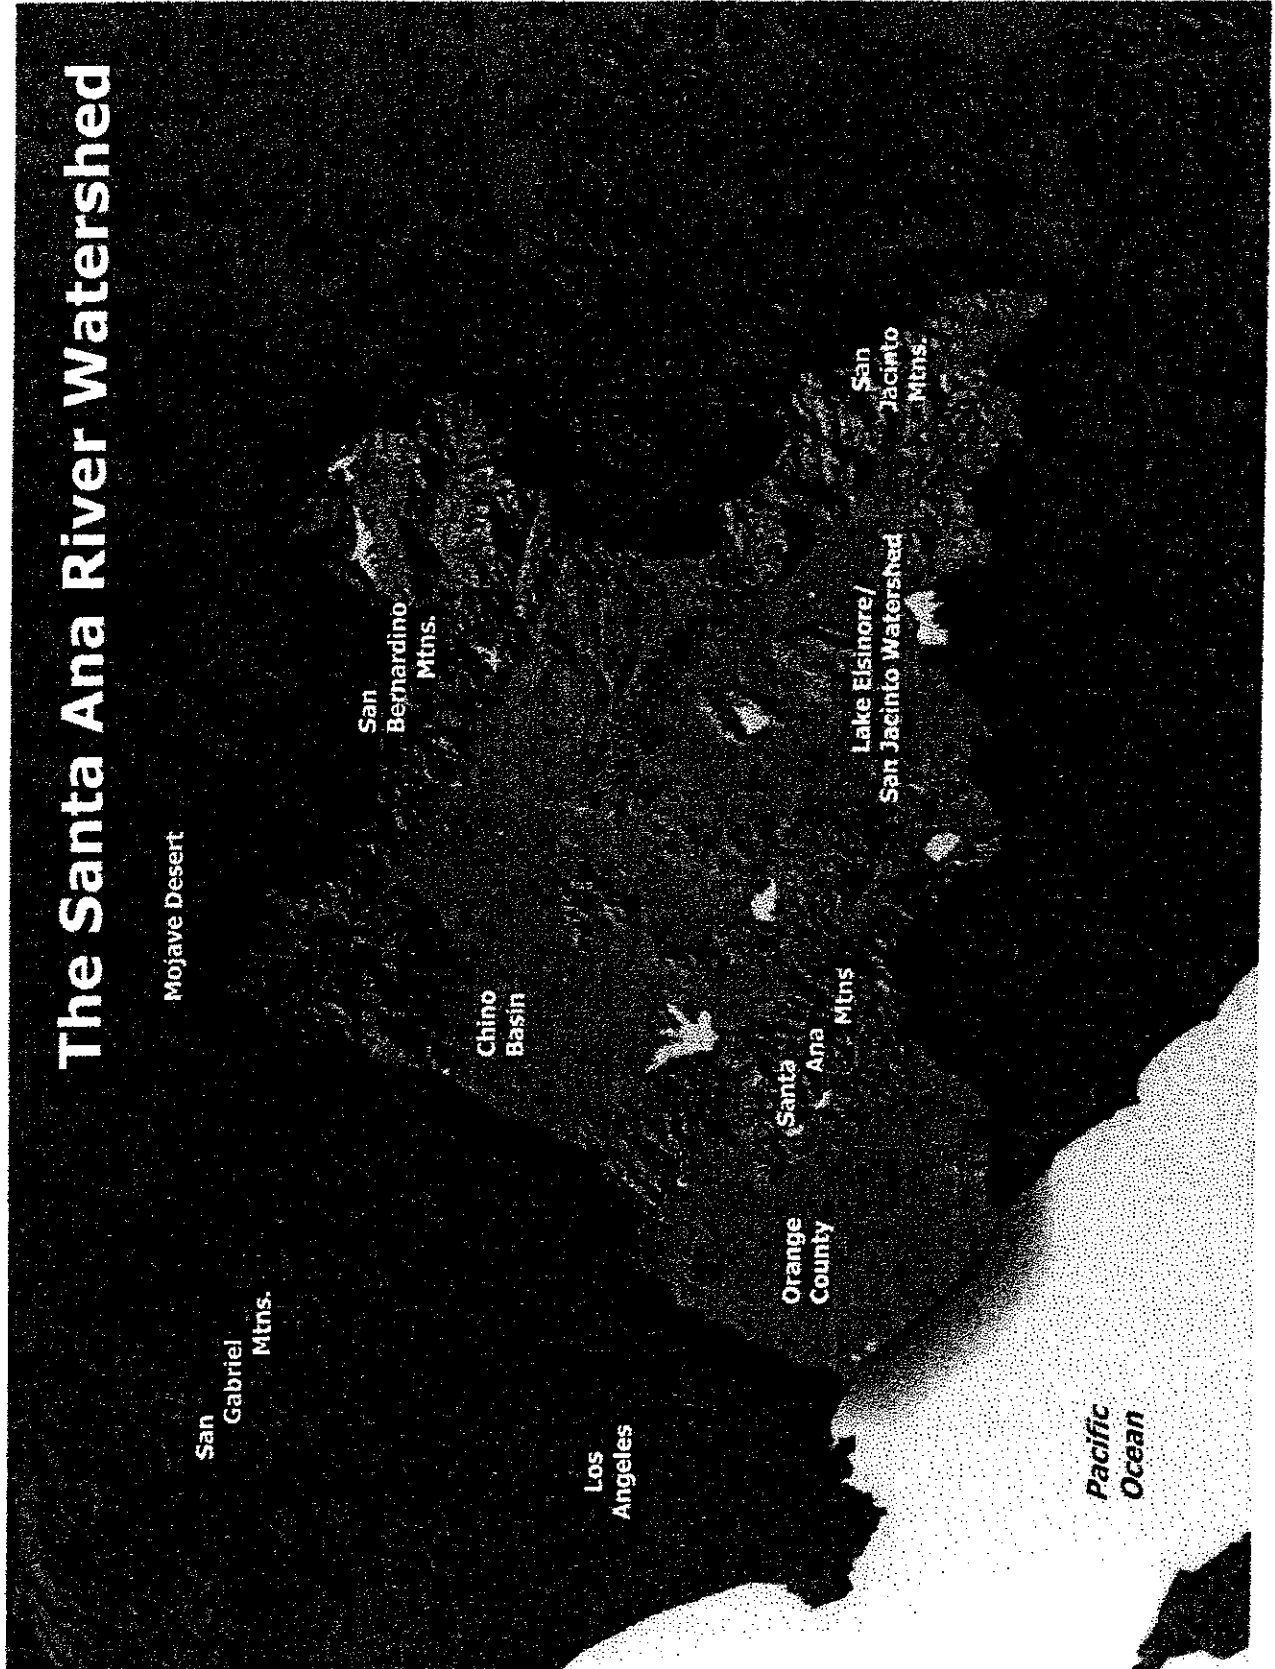 The Santa Ana River Watershed
Mojave Desert
San
Gabriel
Mtns.
San
Bernardino
Mtns.
Chino
Basin
Los
Angeles
Santa
Ana
Mtns
Orange
County
Lake Elsinore/
San Jacinto Watershad
San
Jacinto
Mtns.
Pacific
Ocean